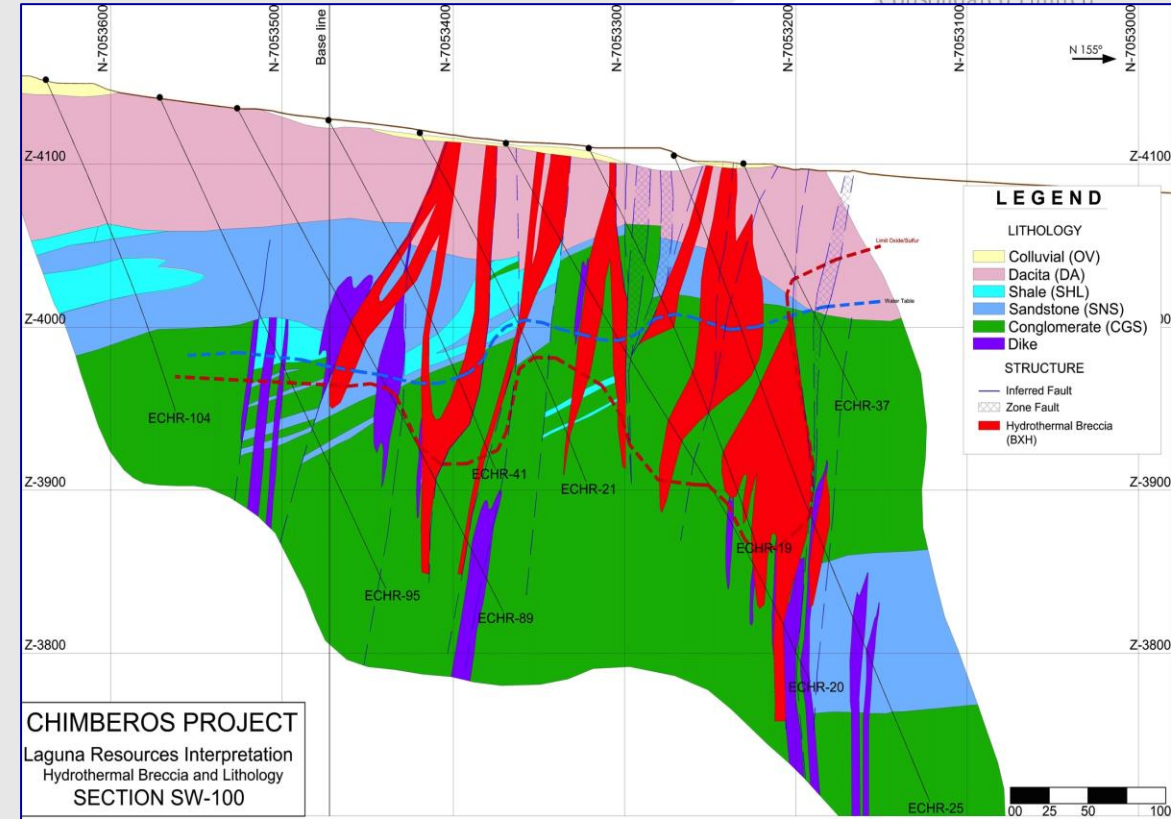 N-7053600
N-7053500
Base line
N-7053400
N-7053300
N-7053200
N-7053100
N-7053000
N 155°
Z-4100
Z-4100
LEGEND
LITHOLOGY
Colluvial (OV)
Dacita (DA)
Shale (SHL)
Sandstone (SNS)
Conglomerate (CGS)
Dike
STRUCTURE
Inferred Fault
Zone Fault
Hydrothermal Breccia
(BXH)
Limit Oxide/Sulfur
Water Table
Z-4000
ECHR-104
ECHR-37
ECHR-41
ECHR-21
Z-3900
Z-3900
ECHR-19
ECHR-95
ECHR-89
Z-3800
Z-3800
ECHR-20
ECHR-25
CHIMBEROS PROJECT
Laguna Resources Interpretation
Hydrothermal Breccia and Lithology
SECTION SW-100
00 25 50 100